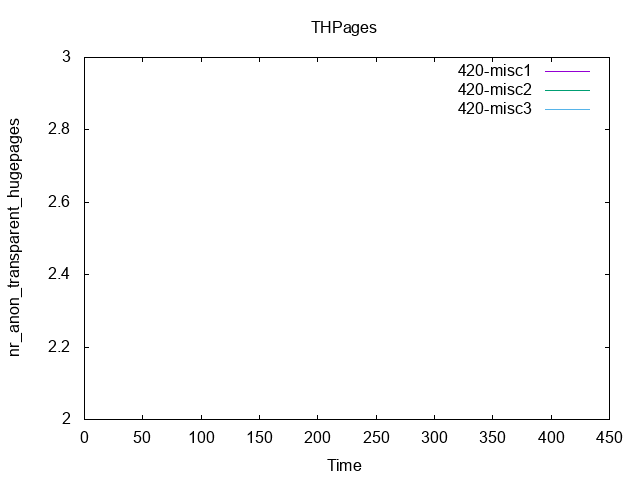 THPages
3
2.8
2.6
2.4
2.2
2
nr_anon_transparent_hugepages
420-misc1
420-misc2
420-misc3
0 50 100 150 200 250 300 350 400 450
Time